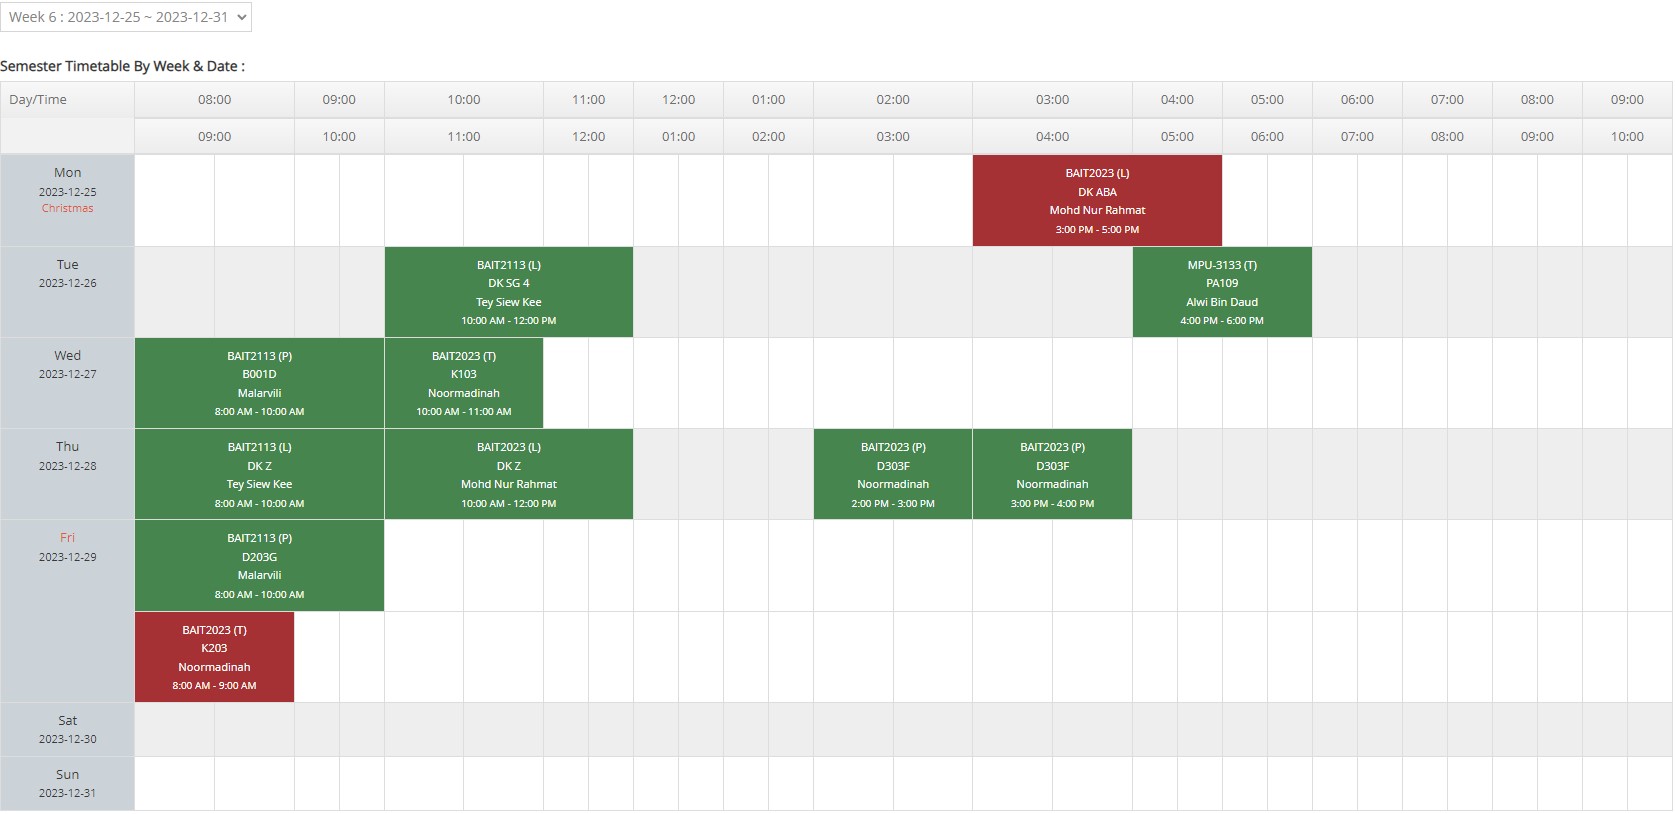 Week 6 : 2023-12-25 ~ 2023-12-31
Semester Timetable By Week & Date :
Day/Time 08:00 09:00 10:00 11:00 12:00 01:00 02:00 03:00 04:00 05:00 06:00 07:00 08:00 09:00
09:00 10:00 11:00 12:00 01:00 02:00 03:00 04:00 05:00 06:00 07:00 08:00 09:00 10:00
Mon
2023-12-25
Christmas
BAIT2023 (L)
DK ABA
Mohd Nur Rahmat
3:00 PM - 5:00 PM
Tue
2023-12-26
BAIT2113 (L)
DK SG 4
Tey Siew Kee
10:00 AM - 12:00 PM
MPU-3133 (T)
PA109
Alwi Bin Daud
4:00 PM - 6:00 PM
Wed
2023-12-27
BAIT2113 (P)
B001D
Malarvili
8:00 AM - 10:00 AM
BAIT2023 (T)
K103
Noormadinah
10:00 AM - 11:00 AM
Thu
2023-12-28
BAIT2113 (L)
DK Z
Tey Siew Kee
8:00 AM - 10:00 AM
BAIT2023 (L)
DK Z
Mohd Nur Rahmat
10:00 AM - 12:00 PM
BAIT2023 (P)
D303F
Noormadinah
2:00 PM - 3:00 PM
BAIT2023 (P)
D303F
Noormadinah
3:00 PM - 4:00 PM
Fri
2023-12-29
BAIT2113 (P)
D203G
Malarvili
8:00 AM - 10:00 AM
BAIT2023 (T)
K203
Noormadinah
8:00 AM - 9:00 AM
Sat
2023-12-30
Sun
2023-12-31